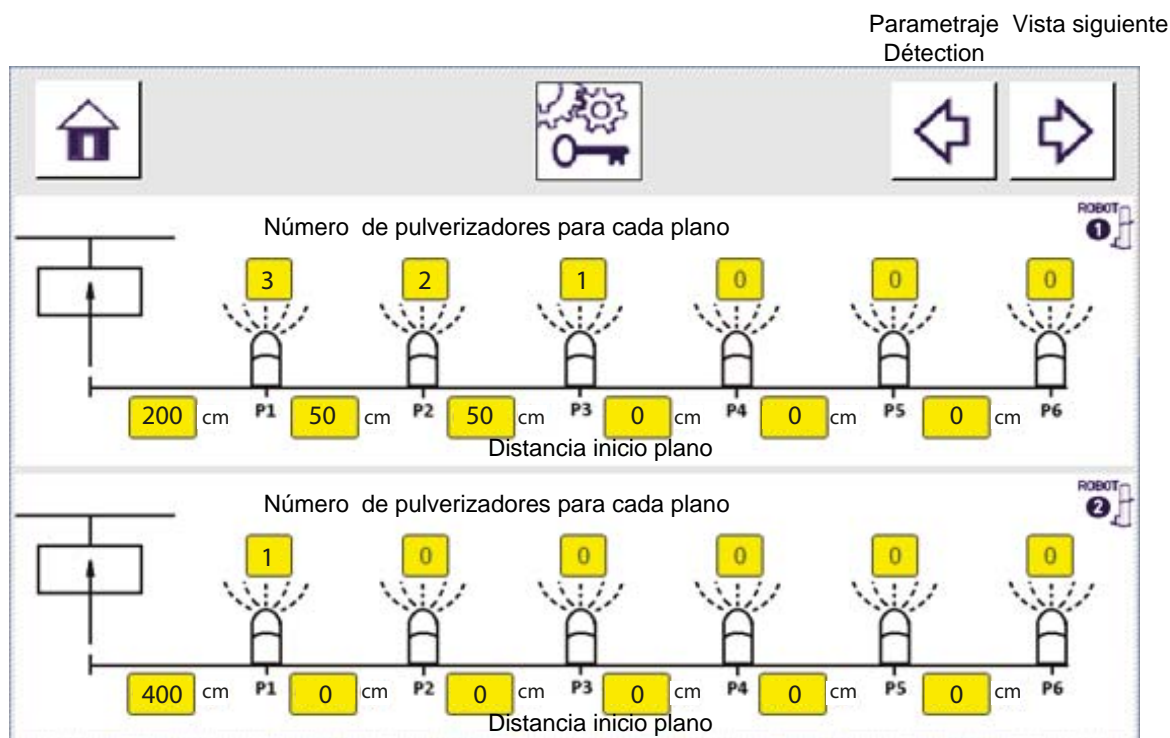 Parametraje Vista siguiente
Détection
Número de pulverizadores para cada plano
ROBOT
1
3 2 1 0 0 0
P1 P2 P3 P4 P5 P6
200 cm 50 cm 50 cm 0 cm 0 cm 0 cm
Distancia inicio plano
Número de pulverizadores para cada plano
ROBOT
2
1 0 0 0 0 0
P1 P2 P3 P4 P5 P6
400 cm 0 cm 0 cm 0 cm 0 cm 0 cm
Distancia inicio plano